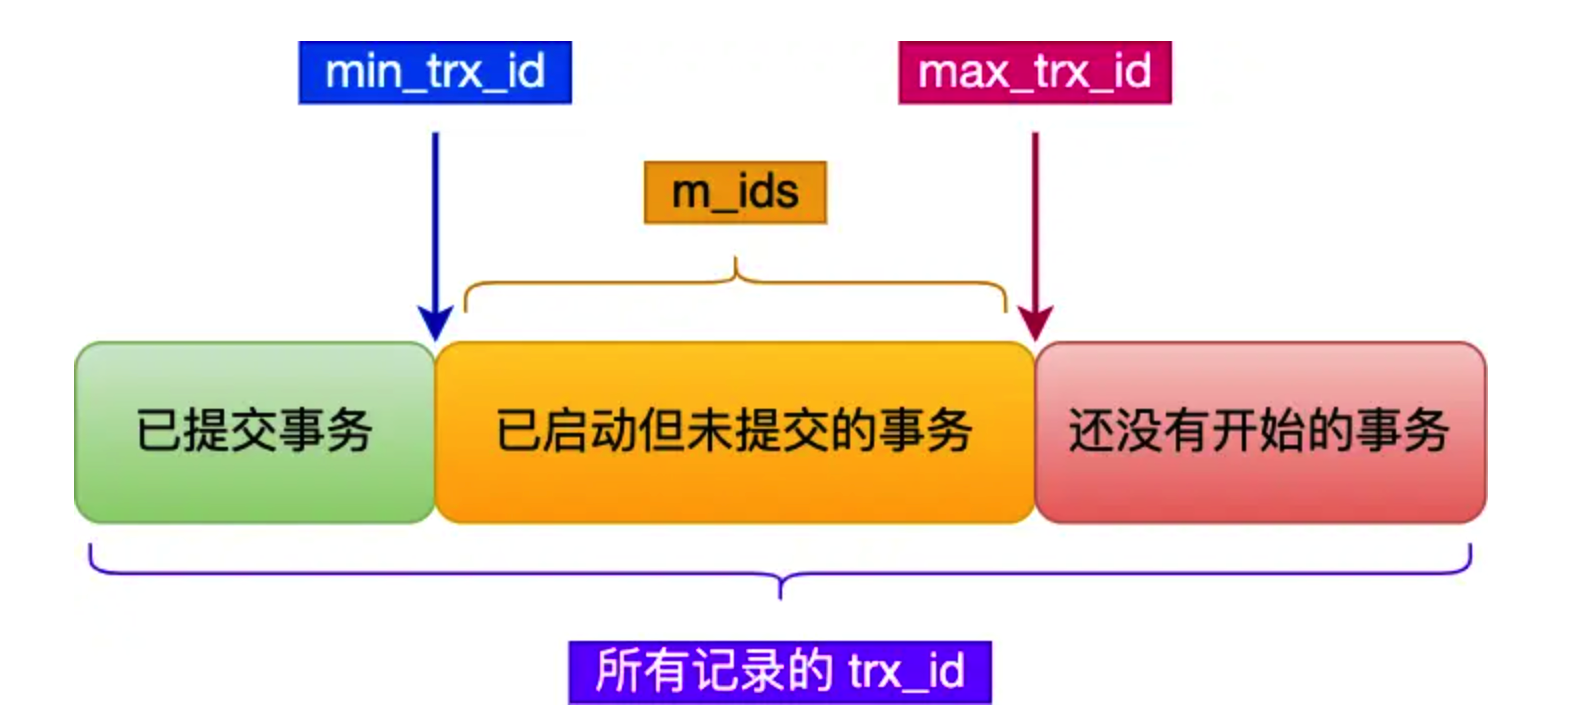 min_trx_id
max_trx_id
m_ids
已提交事务
已启动但未提交的事务
还没有开始的事务
所有记录的 trx_id